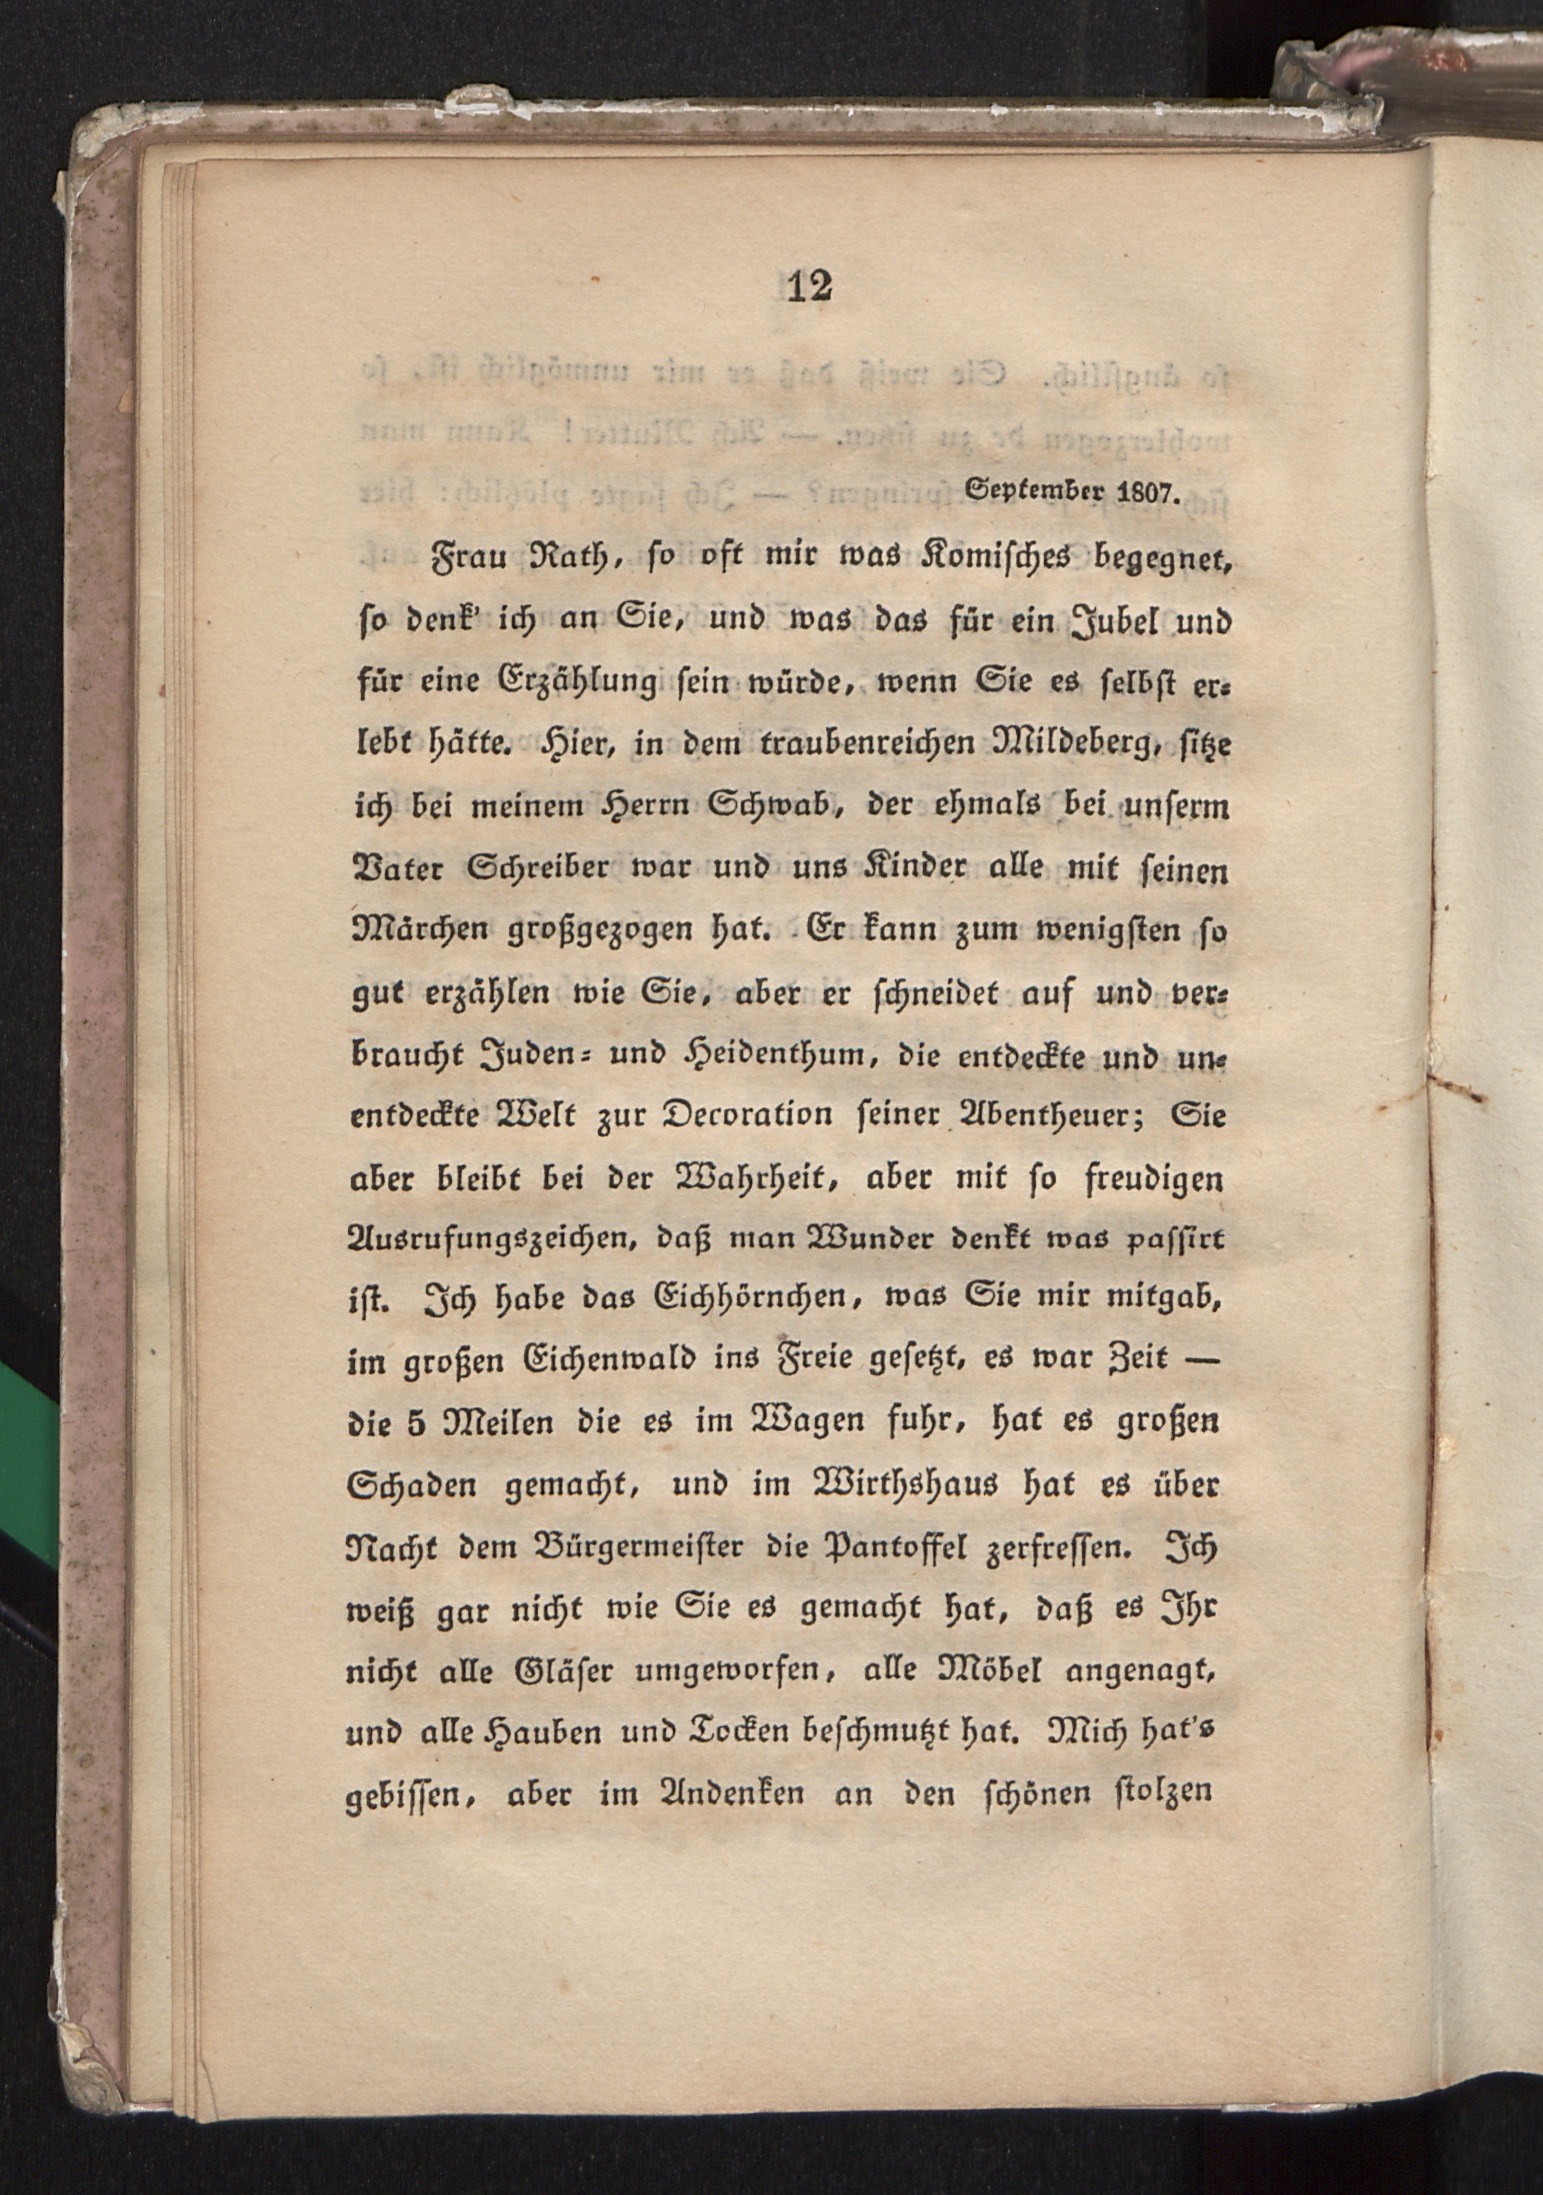 12
September 1807.
Frau Rath, ſo oft mir was Komiſches begegnet,
ſo denk' ich an Sie, und was das für ein Jubel und
für eine Erzählung ſein würde, wenn Sie es ſelbſt er⸗
lebt hätte. Hier, in dem traubenreichen Mildeberg, ſitze
ich bei meinem Herrn Schwab, der ehmals bei unſerm
Vater Schreiber war und uns Kinder alle mit ſeinen
Märchen großgezogen hat. Er kann zum wenigſten ſo
gut erzählen wie Sie, aber er ſchneidet auf und ver⸗
braucht Juden⸗ und Heidenthum, die entdeckte und un⸗
entdeckte Welt zur Decoration ſeiner Abentheuer; Sie
aber bleibt bei der Wahrheit, aber mit ſo freudigen
Ausrufungszeichen, daß man Wunder denkt was paſſirt
iſt. Ich habe das Eichhörnchen, was Sie mir mitgab,
im großen Eichenwald ins Freie geſetzt, es war Zeit —
die 5 Meilen die es im Wagen fuhr, hat es großen
Schaden gemacht, und im Wirthshaus hat es über
Nacht dem Bürgermeiſter die Pantoffel zerfreſſen. Ich
weiß gar nicht wie Sie es gemacht hat, daß es Ihr
nicht alle Gläſer umgeworfen, alle Möbel angenagt,
und alle Hauben und Tocken beſchmutzt hat. Mich hat's
gebiſſen, aber im Andenken an den ſchönen ſtolzen